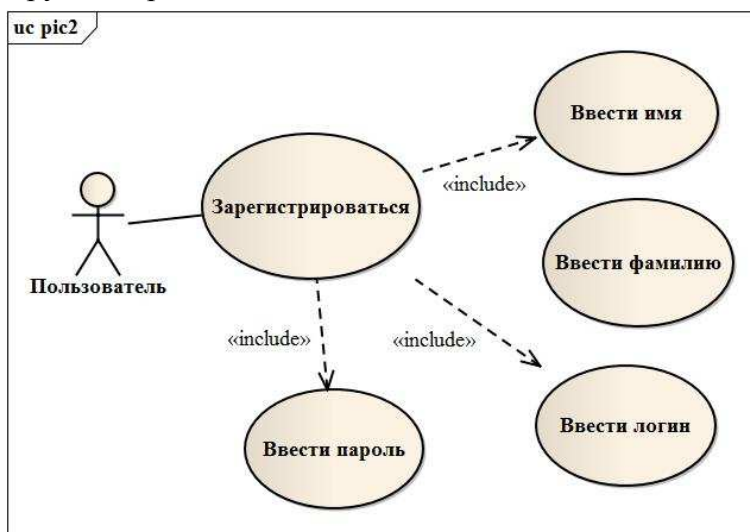 uc pic2
Ввести имя
«include»
Зарегистрироваться
Ввести фамилию
Пользователь
«include»
«include»
Ввести логин
Ввести пароль